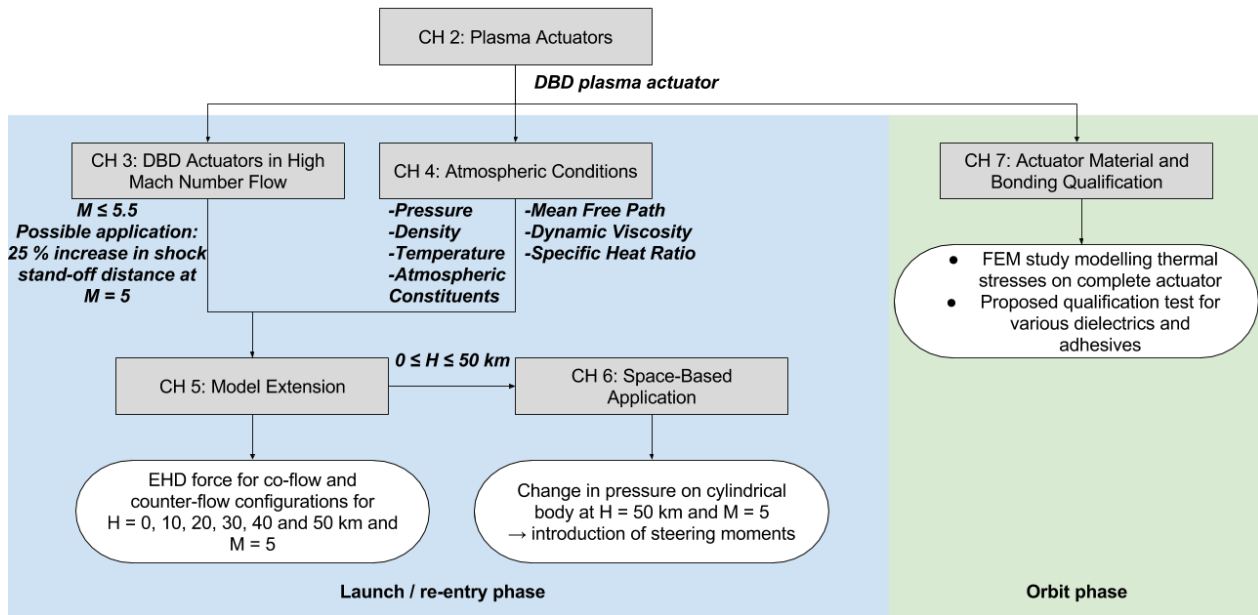 CH 2: Plasma Actuators
DBD plasma actuator
CH 3: DBD Actuators in High
Mach Number Flow
M ≤ 5.5
Possible application:
25 % increase in shock
stand-off distance at
M = 5
CH 4: Atmospheric Conditions
-Pressure
-Density
-Temperature
-Atmospheric
Constituents
-Mean Free Path
-Dynamic Viscosity
-Specific Heat Ratio
CH 7: Actuator Material and
Bonding Qualification
● FEM study modelling thermal
stresses on complete actuator
● Proposed qualification test for
various dielectrics and
adhesives
CH 5: Model Extension
0 ≤ H ≤ 50 km
CH 6: Space-Based
Application
EHD force for co-flow and
counter-flow configurations for
H = 0, 10, 20, 30, 40 and 50 km and
M = 5
Change in pressure on cylindrical
body at H = 50 km and M = 5
→ introduction of steering moments
Launch / re-entry phase
Orbit phase